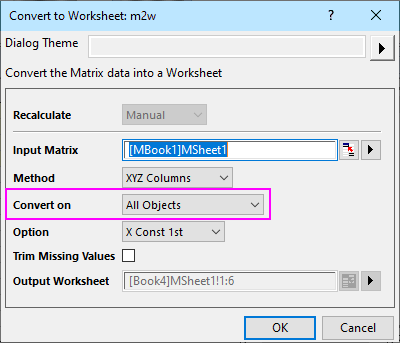 Convert to Worksheet: m2w ? ×
Dialog Theme
Convert the Matrix data into a Worksheet
Recalculate Manual
Input Matrix [MBook1]MSheet1
Method XYZ Columns
Convert on All Objects
Option X Const 1st
Trim Missing Values
Output Worksheet [Book4]MSheet1!1:6
OK Cancel